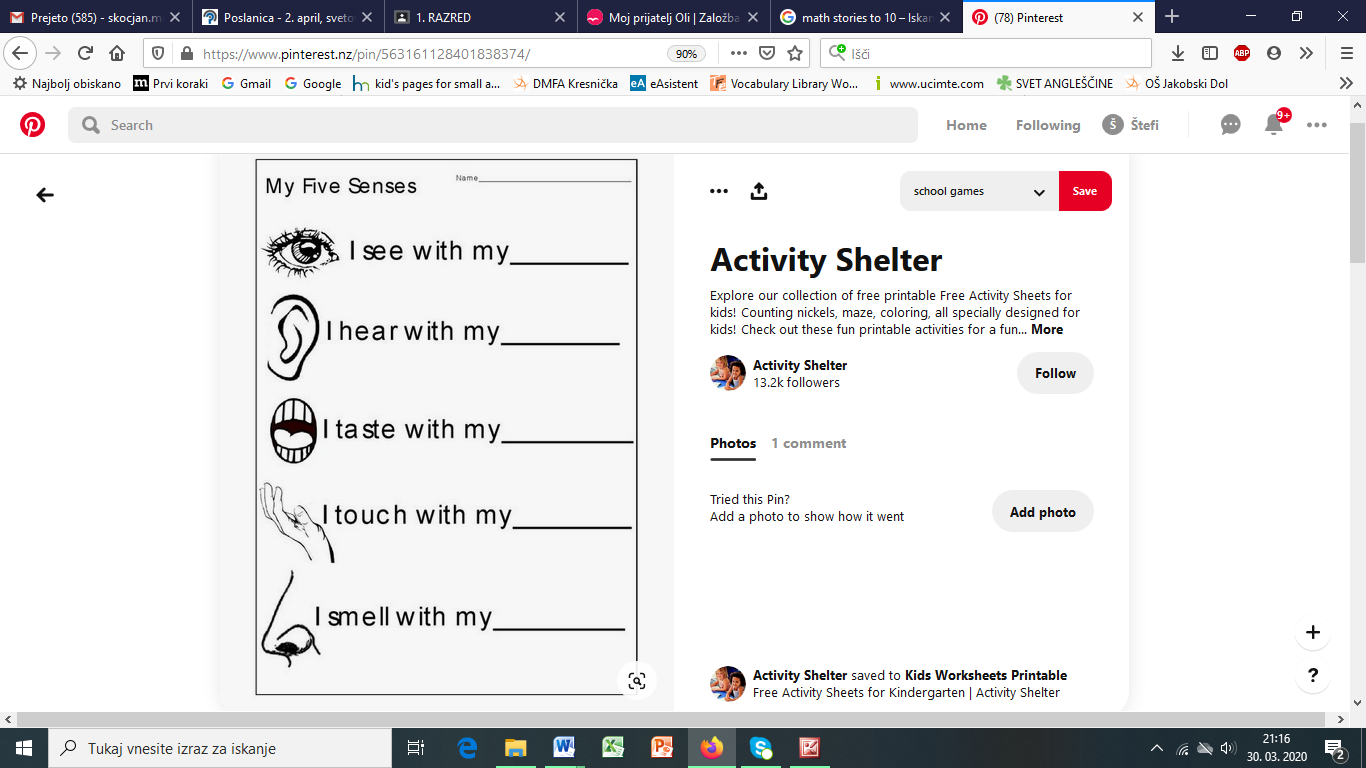 Prejeto (585) - skocjan.m
Poslanica - 2. april, sveto
1. RAZRED
Moj prijatelj Oli | Založba
math stories to 10 – Iskan
(78) Pinterest
https://www.pinterest.nz/pin/563161128401838374/
90%
Išči
ABP
Najbolj obiskano
m Prvi koraki
G Gmail
G Google
kid's pages for small a...
DMFA Kresnička
eA eAsistent
Vocabulary Library Wo...
www.ucimte.com
SVET ANGLEŠČINE
OŠ Jakobski Dol
Search
Home
Following
Š Štefi
9+
My Five Senses
Name
I see with my
I hear with my
I taste with my
I touch with my
I smell with my
school games
Save
Activity Shelter
Explore our collection of free printable Free Activity Sheets for
kids! Counting nickels, maze, coloring, all specially designed for
kids! Check out these fun printable activities for a fun... More
Activity Shelter
13.2k followers
Follow
Photos
1 comment
Tried this Pin?
Add a photo to show how it went
Add photo
Activity Shelter saved to Kids Worksheets Printable
Free Activity Sheets for Kindergarten | Activity Shelter
+
?
Tukaj vnesite izraz za iskanje
21:16
30. 03. 2020
2